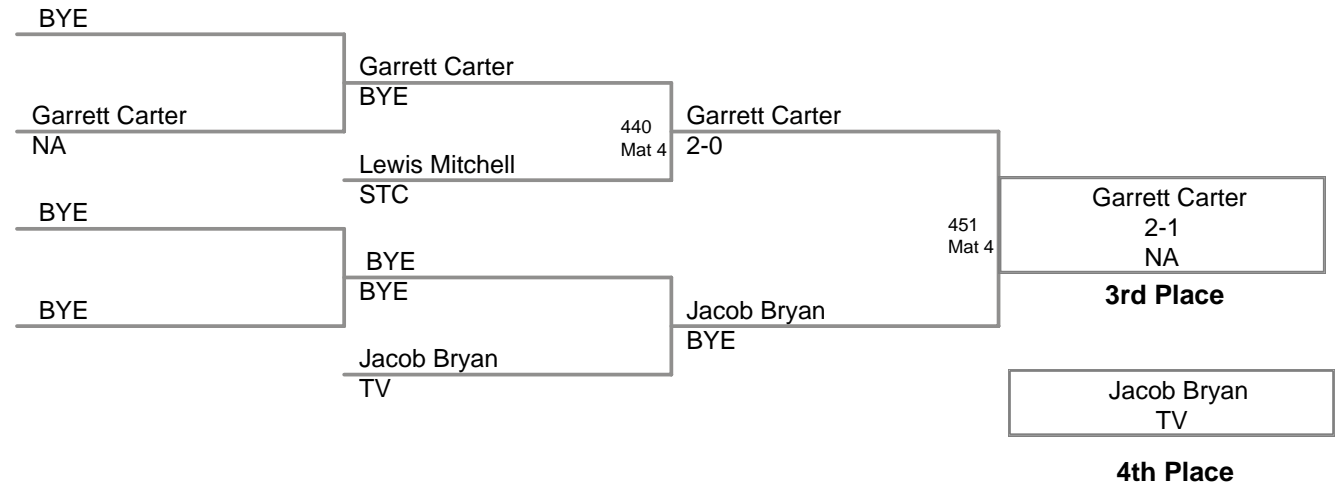 BYE
Garrett Carter
NA
BYE
BYE
Garrett Carter
BYE
Lewis Mitchell
STC
BYE
BYE
Jacob Bryan
TV
440
Mat 4
Garrett Carter
2-0
Jacob Bryan
BYE
451
Mat 4
Garrett Carter
2-1
NA
3rd Place
Jacob Bryan
TV
4th Place